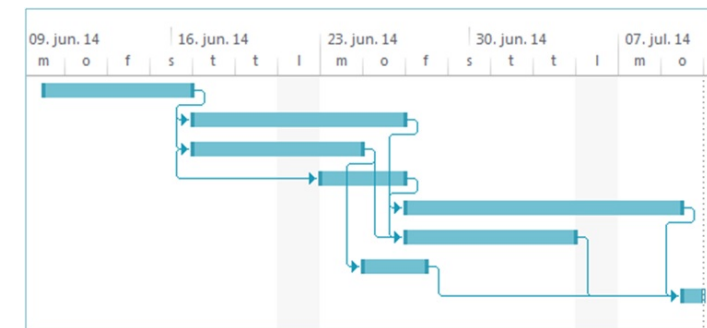 09. jun. 14 16. jun. 14 23. jun. 14 30. jun. 14 07. jul. 14
m o f s t t l m o f s t t l m o